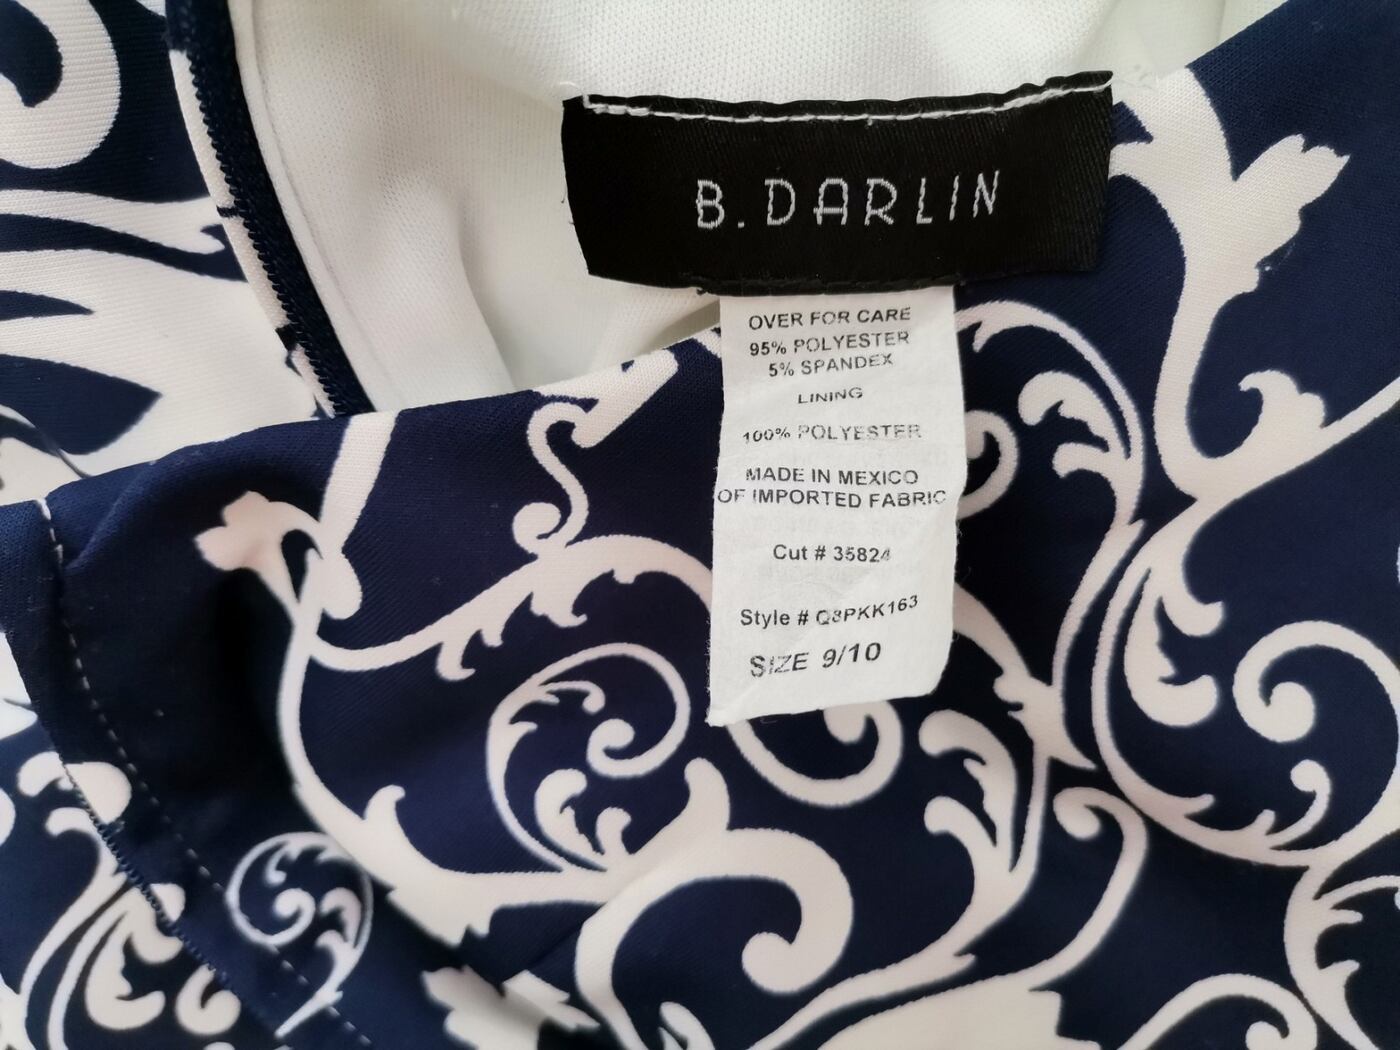 B. DARLIN
OVER FOR CARE
95% POLYESTER
5% SPANDEX
LINING
100% POLYESTER
MADE IN MEXICO
OF IMPORTED FABRIC
Cut # 35824
Style # Q8PKK163
SIZE 9/10